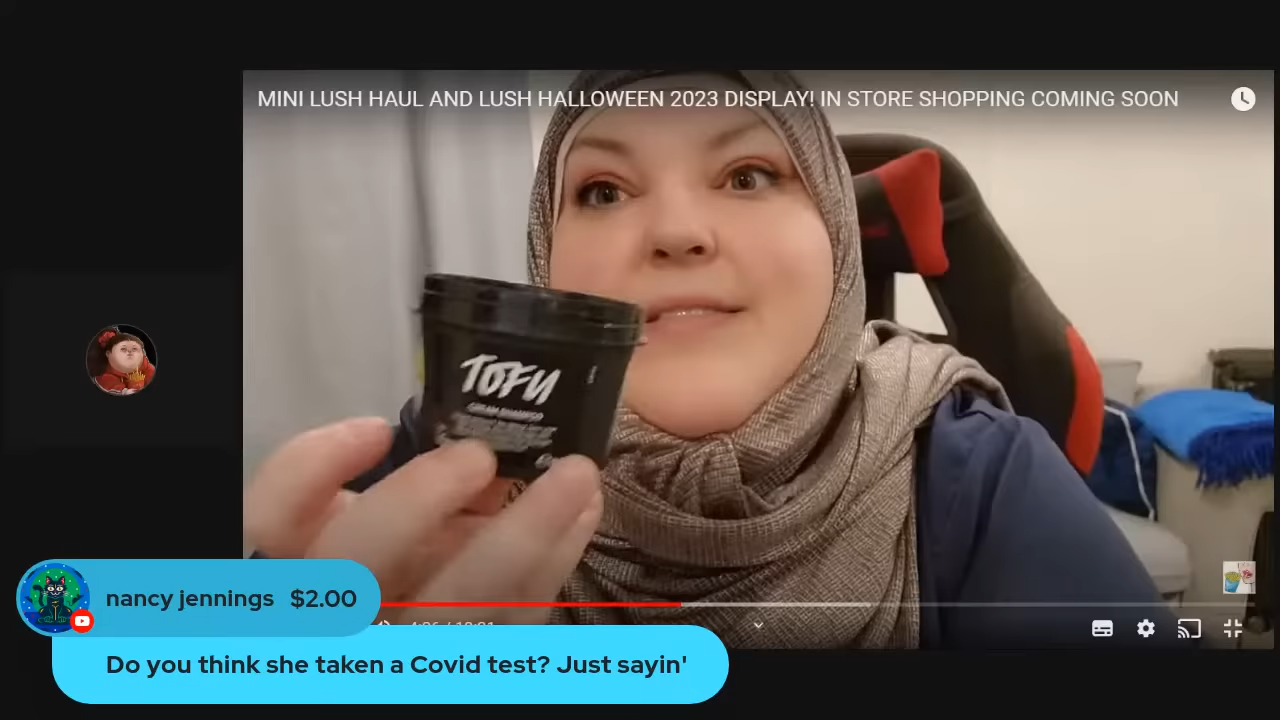 MINI LUSH HAUL AND LUSH HALLOWEEN 2023 DISPLAY! IN STORE SHOPPING COMING SOON
TOFU
nancy jennings $2.00
Do you think she taken a Covid test? Just sayin'